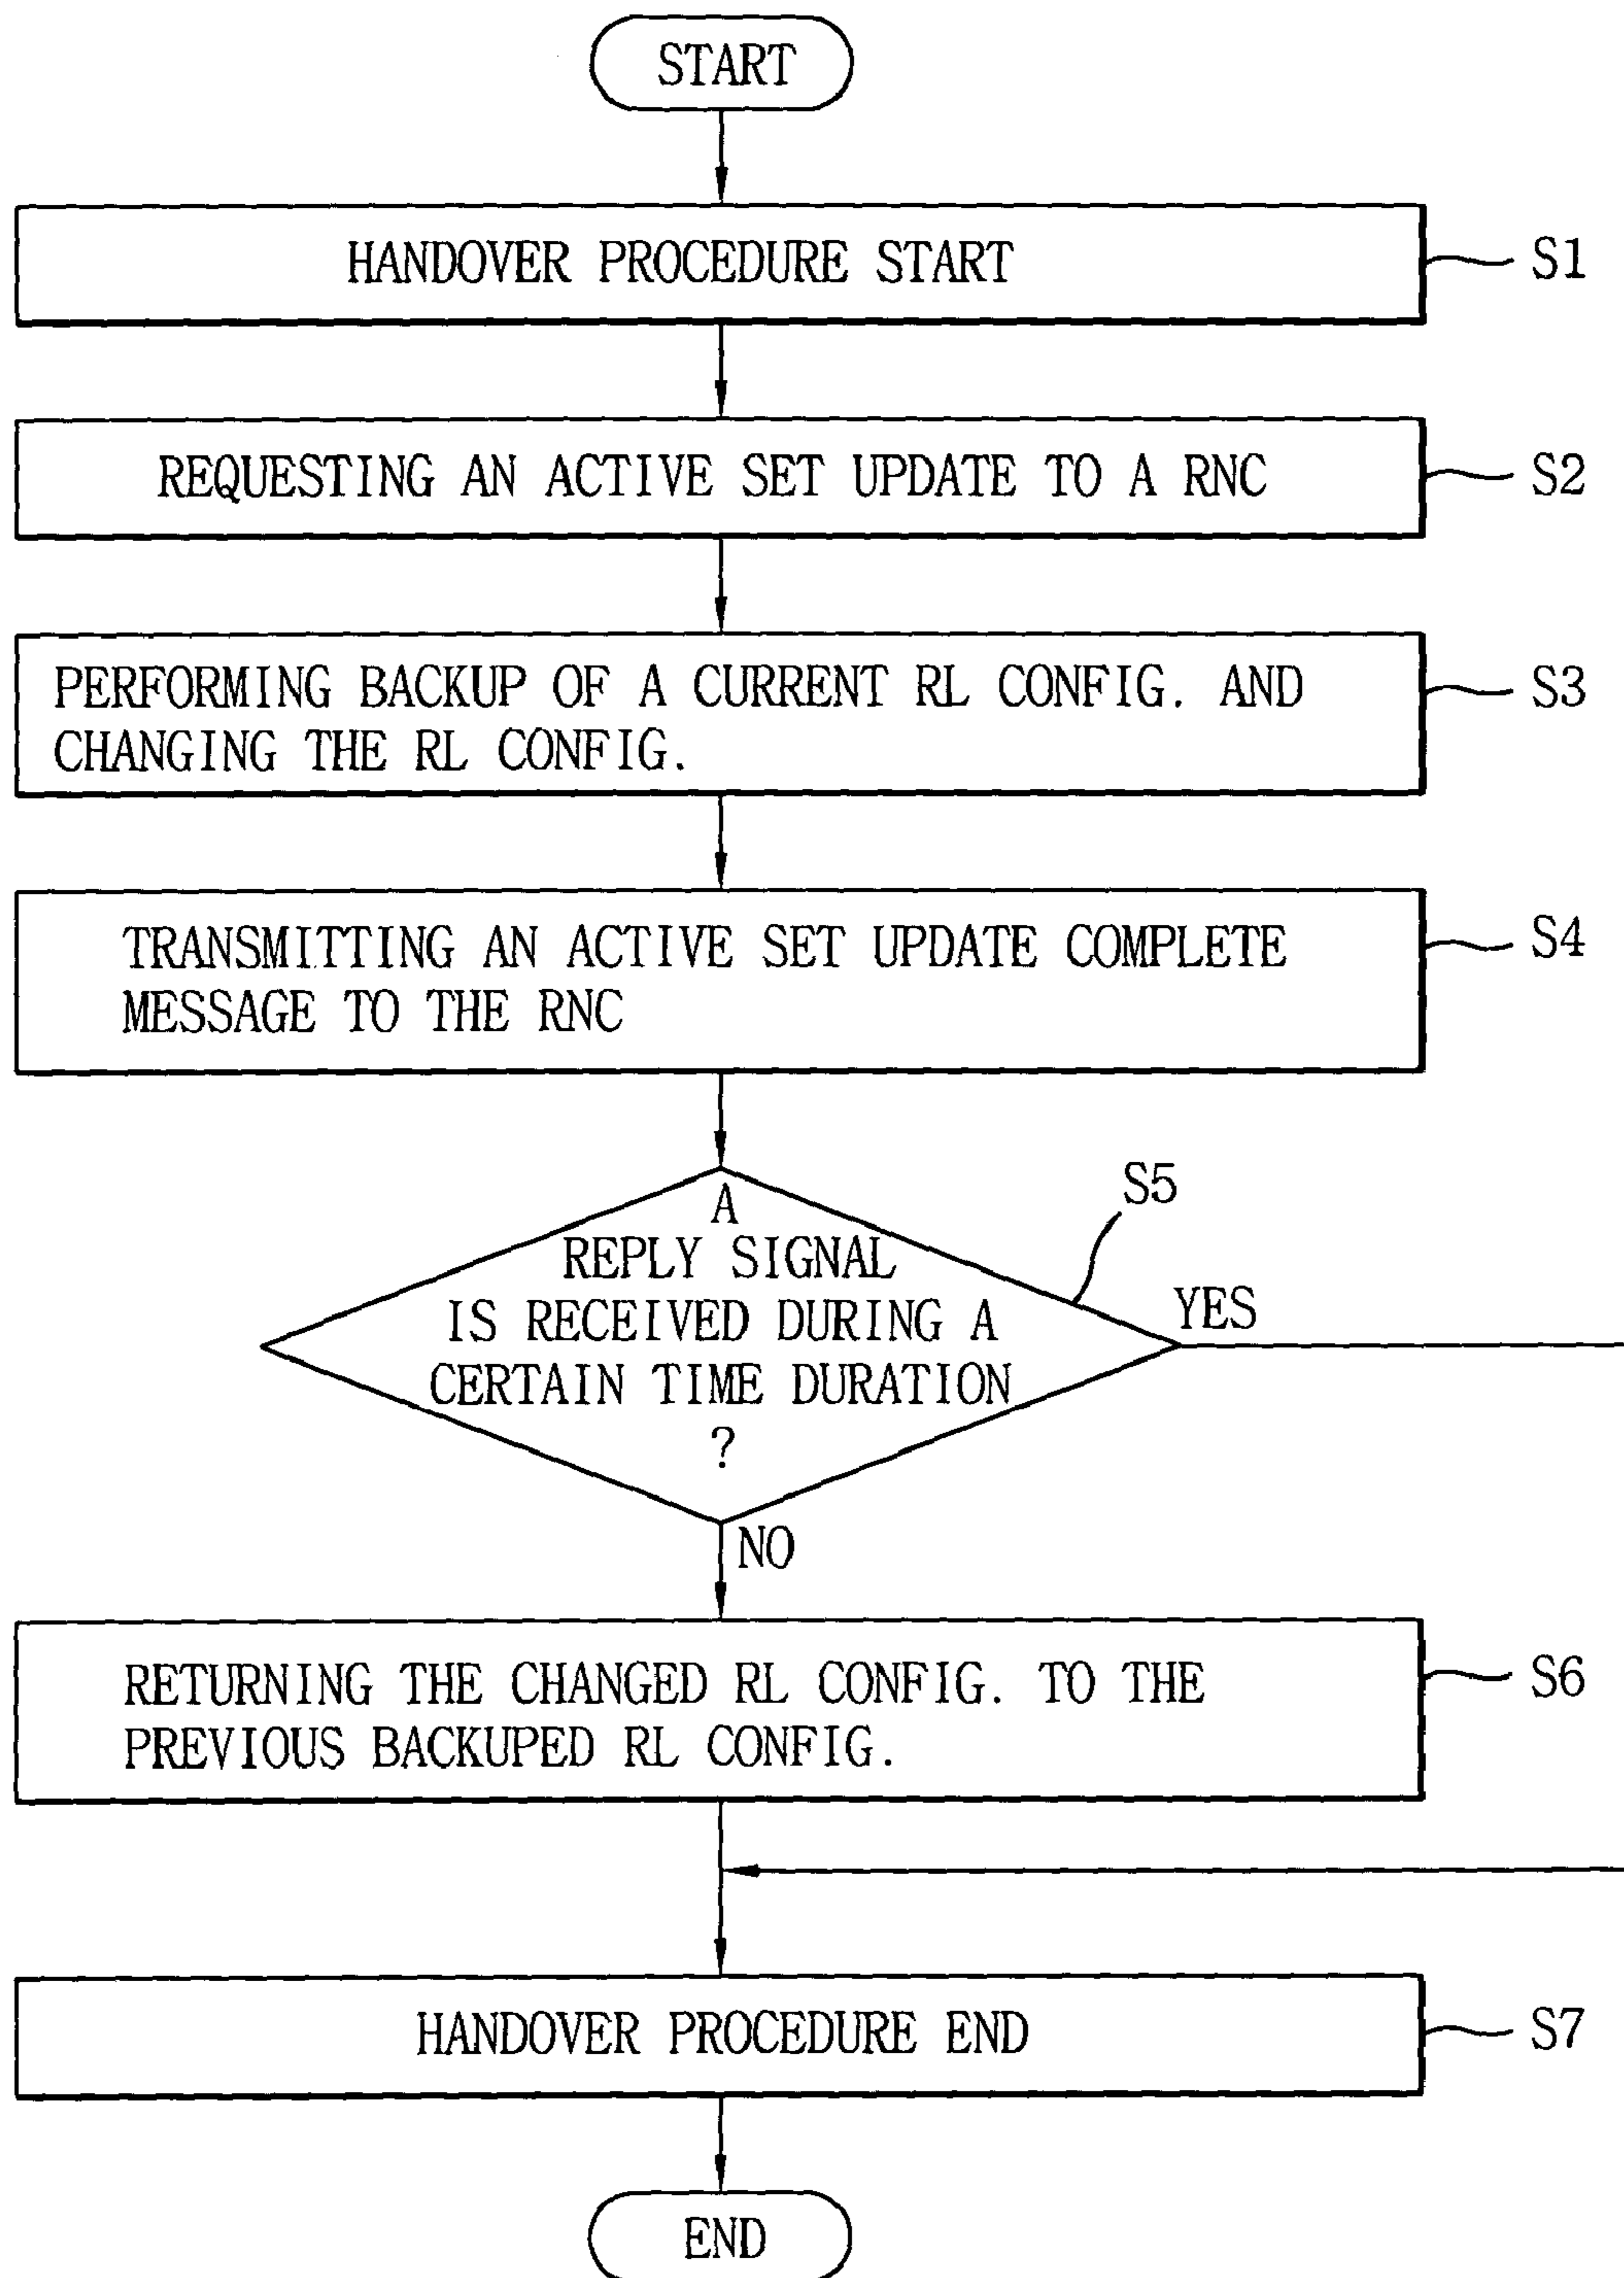 START
HANDOVER PROCEDURE START
S1
REQUESTING AN ACTIVE SET UPDATE TO A RNC
S2
PERFORMING BACKUP OF A CURRENT RL CONFIG. AND
CHANGING THE RL CONFIG.
S3
TRANSMITTING AN ACTIVE SET UPDATE COMPLETE
MESSAGE TO THE RNC
S4
A
REPLY SIGNAL
IS RECEIVED DURING A
CERTAIN TIME DURATION
?
S5
YES
NO
RETURNING THE CHANGED RL CONFIG. TO THE
PREVIOUS BACKUPED RL CONFIG.
S6
HANDOVER PROCEDURE END
S7
END